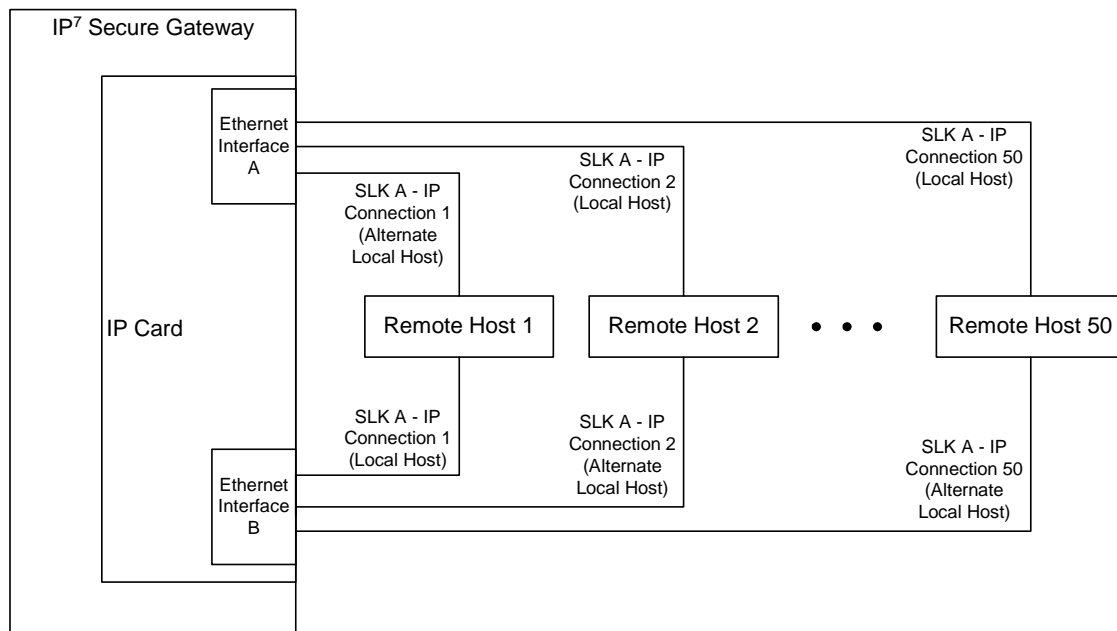 IP7 Secure Gateway
Ethernet
Interface
A
SLK A - IP
Connection 1
(Alternate
Local Host)
SLK A - IP
Connection 2
(Local Host)
SLK A - IP
Connection 50
(Local Host)
IP Card
Remote Host 1
Remote Host 2
Remote Host 50
SLK A - IP
Connection 1
(Local Host)
SLK A - IP
Connection 2
(Alternate
Local Host)
SLK A - IP
Connection 50
(Alternate
Local Host)
Ethernet
Interface
B